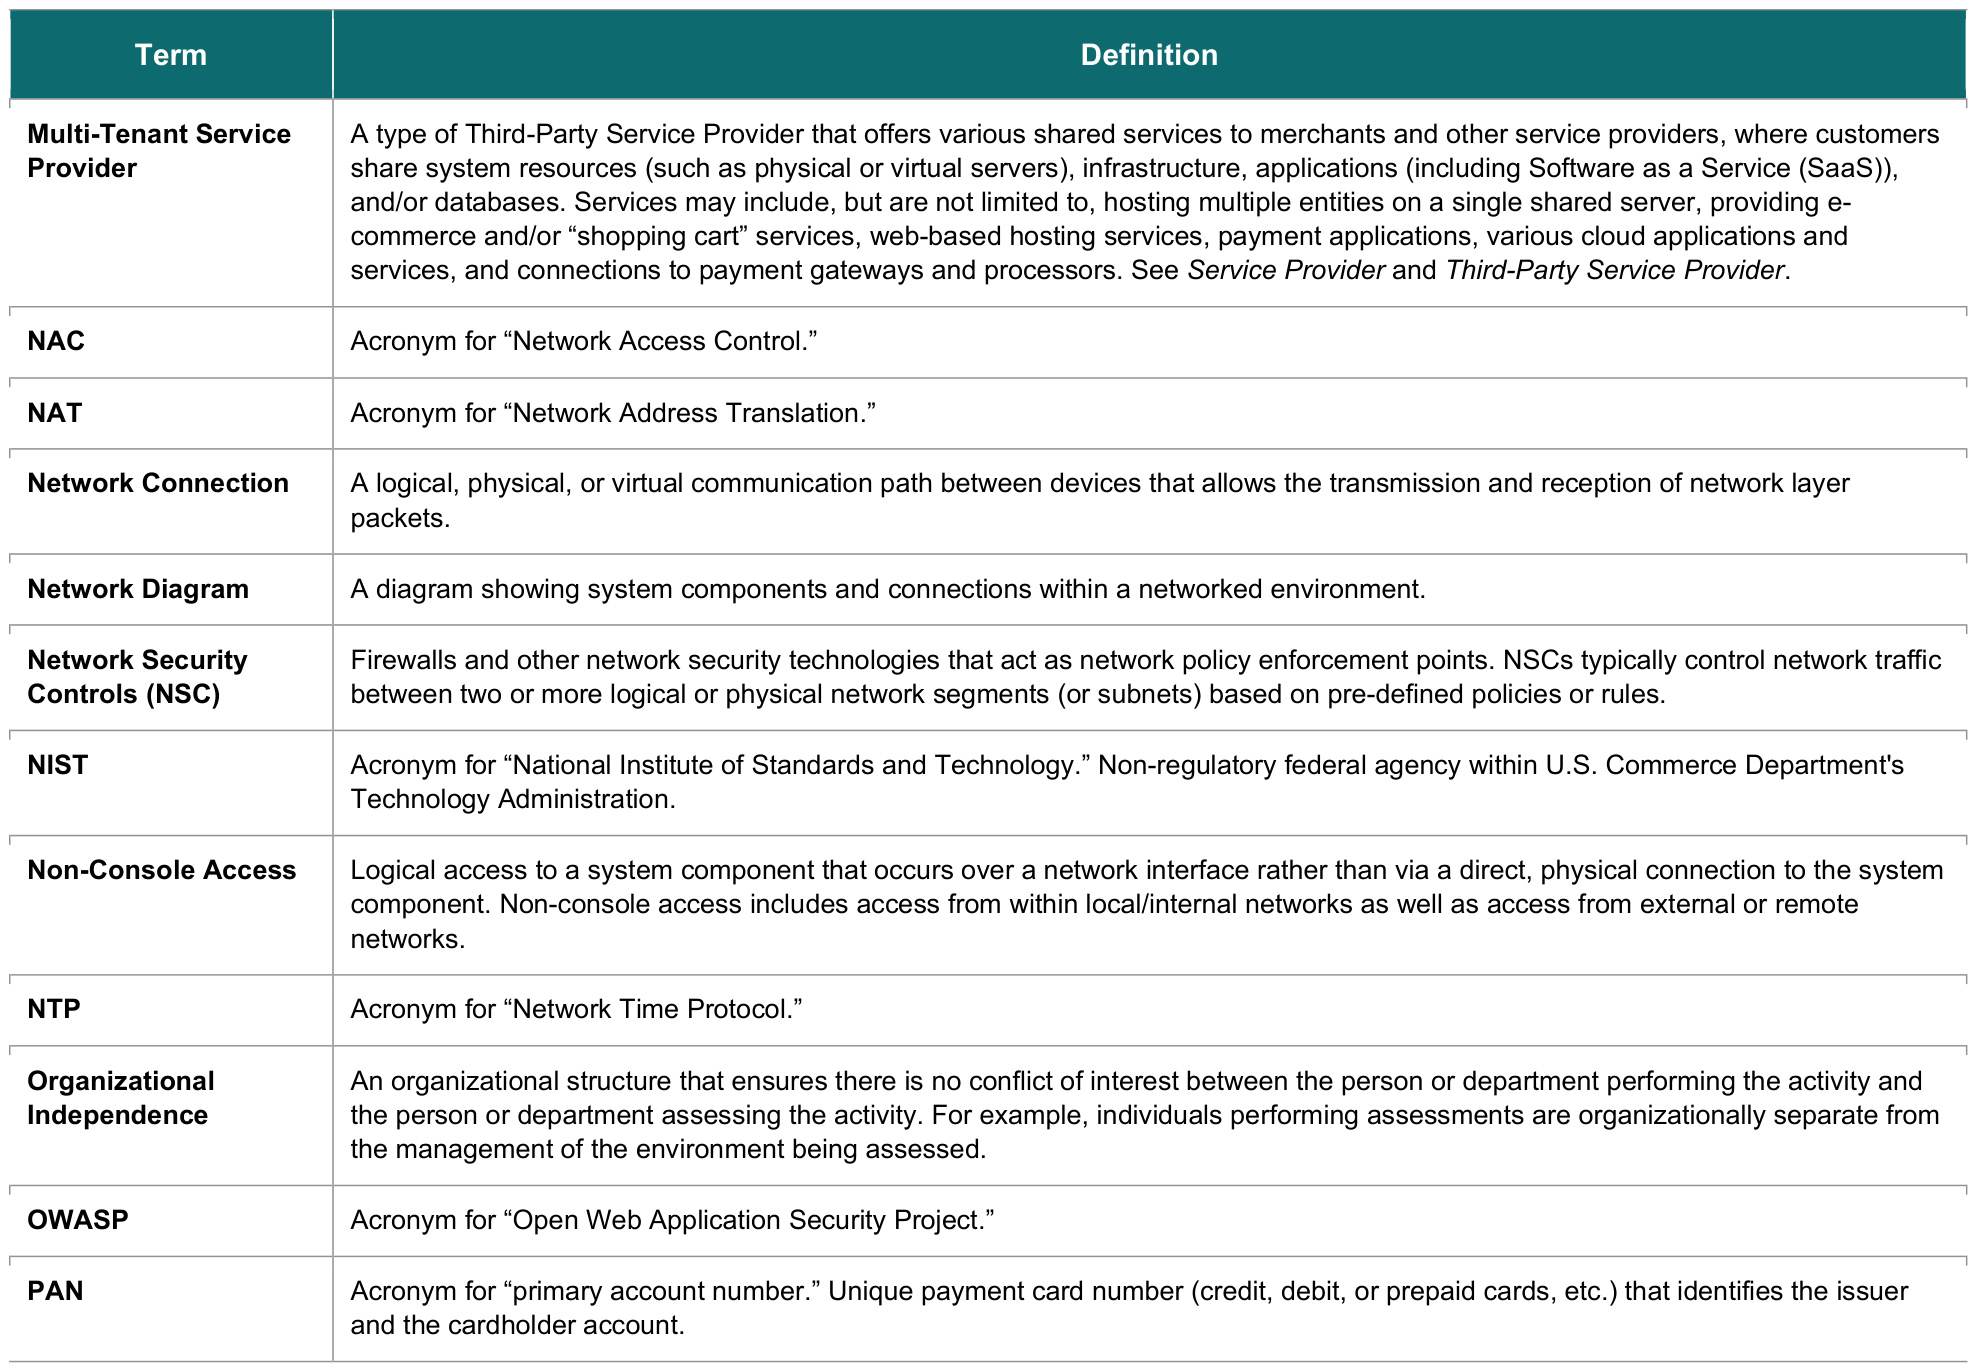 Term
Definition
Multi-Tenant Service
Provider
A type of Third-Party Service Provider that offers various shared services to merchants and other service providers, where customers
share system resources (such as physical or virtual servers), infrastructure, applications (including Software as a Service (SaaS)),
and/or databases. Services may include, but are not limited to, hosting multiple entities on a single shared server, providing e-
commerce and/or “shopping cart” services, web-based hosting services, payment applications, various cloud applications and
services, and connections to payment gateways and processors. See Service Provider and Third-Party Service Provider.
NAC
Acronym for “Network Access Control.”
NAT
Acronym for “Network Address Translation.”
Network Connection
A logical, physical, or virtual communication path between devices that allows the transmission and reception of network layer
packets.
Network Diagram
A diagram showing system components and connections within a networked environment.
Network Security
Controls (NSC)
Firewalls and other network security technologies that act as network policy enforcement points. NSCs typically control network traffic
between two or more logical or physical network segments (or subnets) based on pre-defined policies or rules.
NIST
Acronym for “National Institute of Standards and Technology.” Non-regulatory federal agency within U.S. Commerce Department's
Technology Administration.
Non-Console Access
Logical access to a system component that occurs over a network interface rather than via a direct, physical connection to the system
component. Non-console access includes access from within local/internal networks as well as access from external or remote
networks.
NTP
Acronym for “Network Time Protocol.”
Organizational
Independence
An organizational structure that ensures there is no conflict of interest between the person or department performing the activity and
the person or department assessing the activity. For example, individuals performing assessments are organizationally separate from
the management of the environment being assessed.
OWASP
Acronym for “Open Web Application Security Project.”
PAN
Acronym for “primary account number.” Unique payment card number (credit, debit, or prepaid cards, etc.) that identifies the issuer
and the cardholder account.